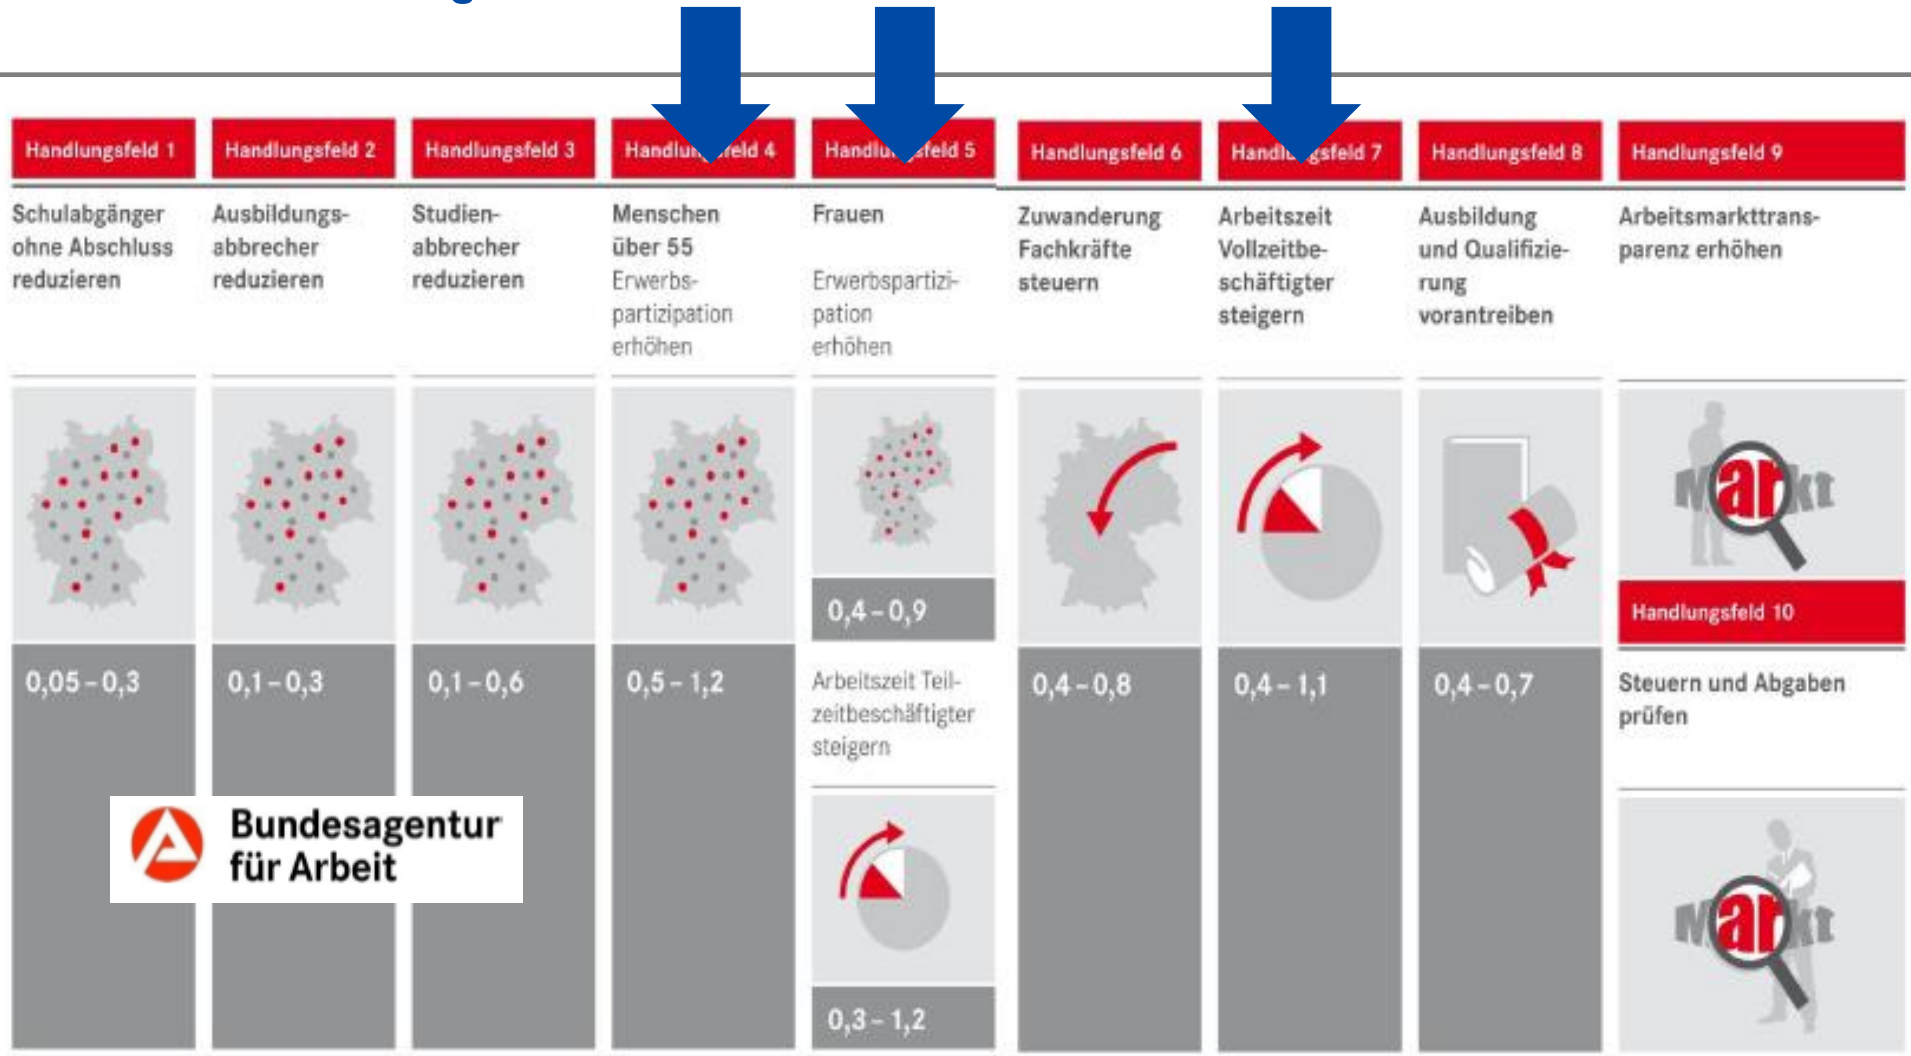 Handlungsfeld 1
Schulabgänger
ohne Abschluss
reduzieren
0,05 – 0,3
Handlungsfeld 2
Ausbildungs-
abbrecher
reduzieren
0,1 – 0,3
Handlungsfeld 3
Studien-
abbrecher
reduzieren
0,1 – 0,6
Handlungsfeld 4
Menschen
über 55
Erwerbs-
partizipation
erhöhen
0,5 – 1,2
Handlungsfeld 5
Frauen
Erwerbspartizi-
pation
erhöhen
0,4 – 0,9
Arbeitszeit Teil-
zeitbeschäftigter
steigern
0,3 – 1,2
Handlungsfeld 6
Zuwanderung
Fachkräfte
steuern
0,4 – 0,8
Handlungsfeld 7
Arbeitszeit
Vollzeitbe-
schäftigter
steigern
0,4 – 1,1
Handlungsfeld 8
Ausbildung
und Qualifizie-
rung
vorantreiben
0,4 – 0,7
Handlungsfeld 9
Arbeitsmarkttrans-
parenz erhöhen
Markt
Handlungsfeld 10
Steuern und Abgaben
prüfen
Markt
Bundesagentur
für Arbeit